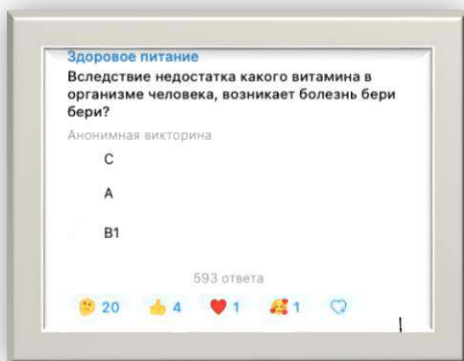 Здоровое питание
Вследствие недостатка какого витамина в
организме человека, возникает болезнь бери
бери?
Анонимная викторина
C
A
B1
593 ответа
20 4 1 1